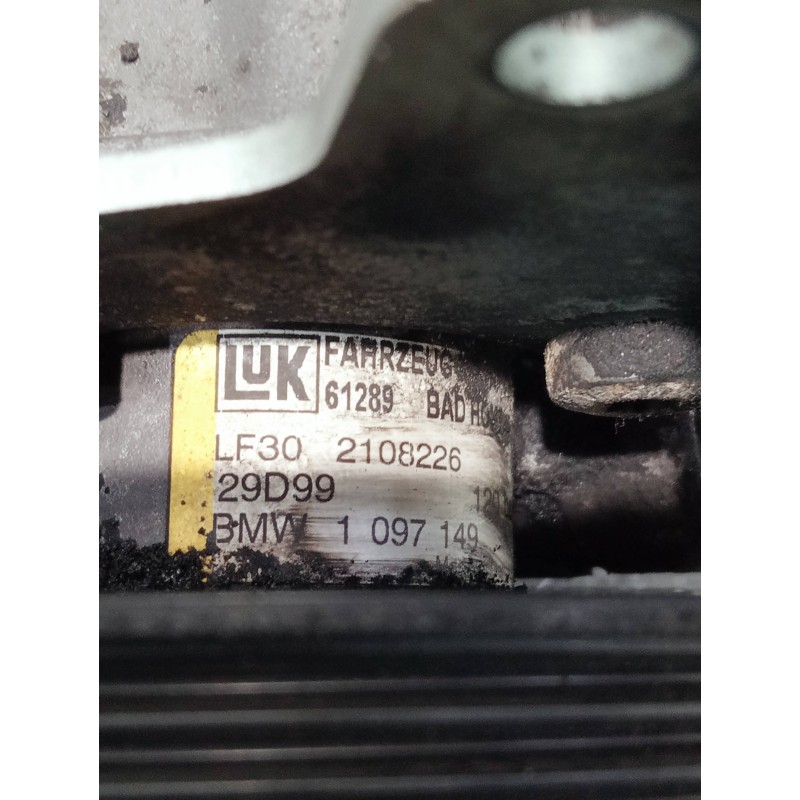 LUK FAHRZEUG
61289 BAD
LF30 2108226
29D99
BMW 1 097 149